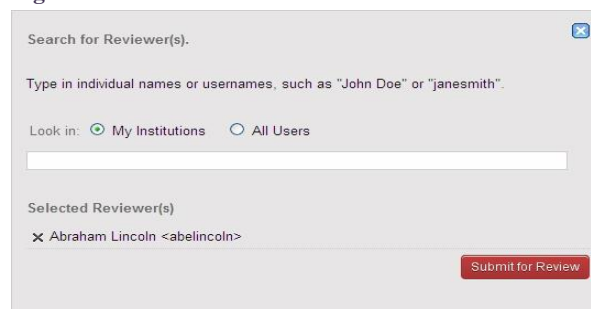 Search for Reviewer(s).
Type in individual names or usernames, such as "John Doe" or "janesmith".
Look in: My Institutions All Users
Selected Reviewer(s)
Abraham Lincoln <abelincoln>
Submit for Review